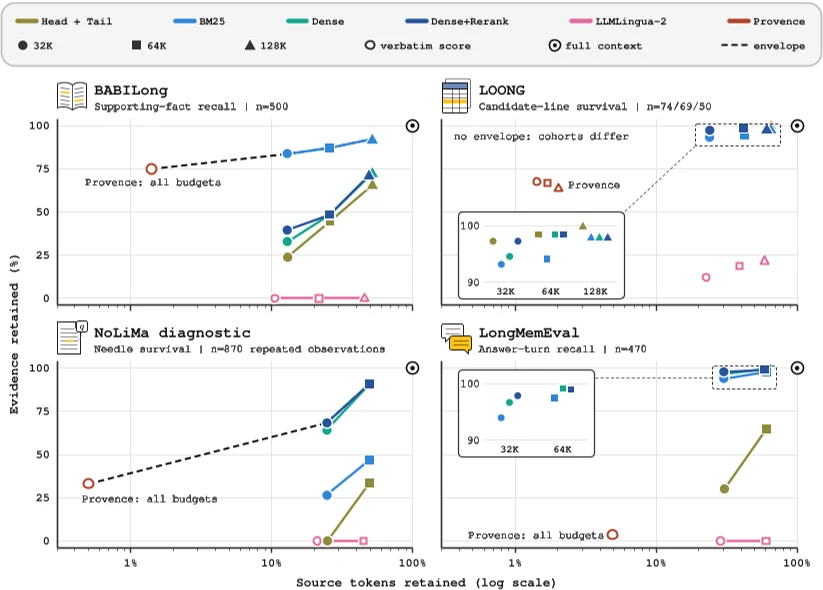 Head + Tail BM25 Dense Dense+Rerank LLMLingua-2 Provence
32K 64K 128K verbatim score full context envelope
BABILong
Supporting-fact recall | n=500
100
75
50
25
0
Provence: all budgets
LOONG
Candidate-line survival | n=74/69/50
no envelope: cohorts differ
Provence
100
90
32K 64K 128K
Evidence retained (%)
q
NoLiMa diagnostic
Needle survival | n=870 repeated observations
100
75
50
25
0
Provence: all budgets
1% 10% 100%
LongMemEval
Answer-turn recall | n=470
100
90
32K 64K
Provence: all budgets
1% 10% 100%
Source tokens retained (log scale)